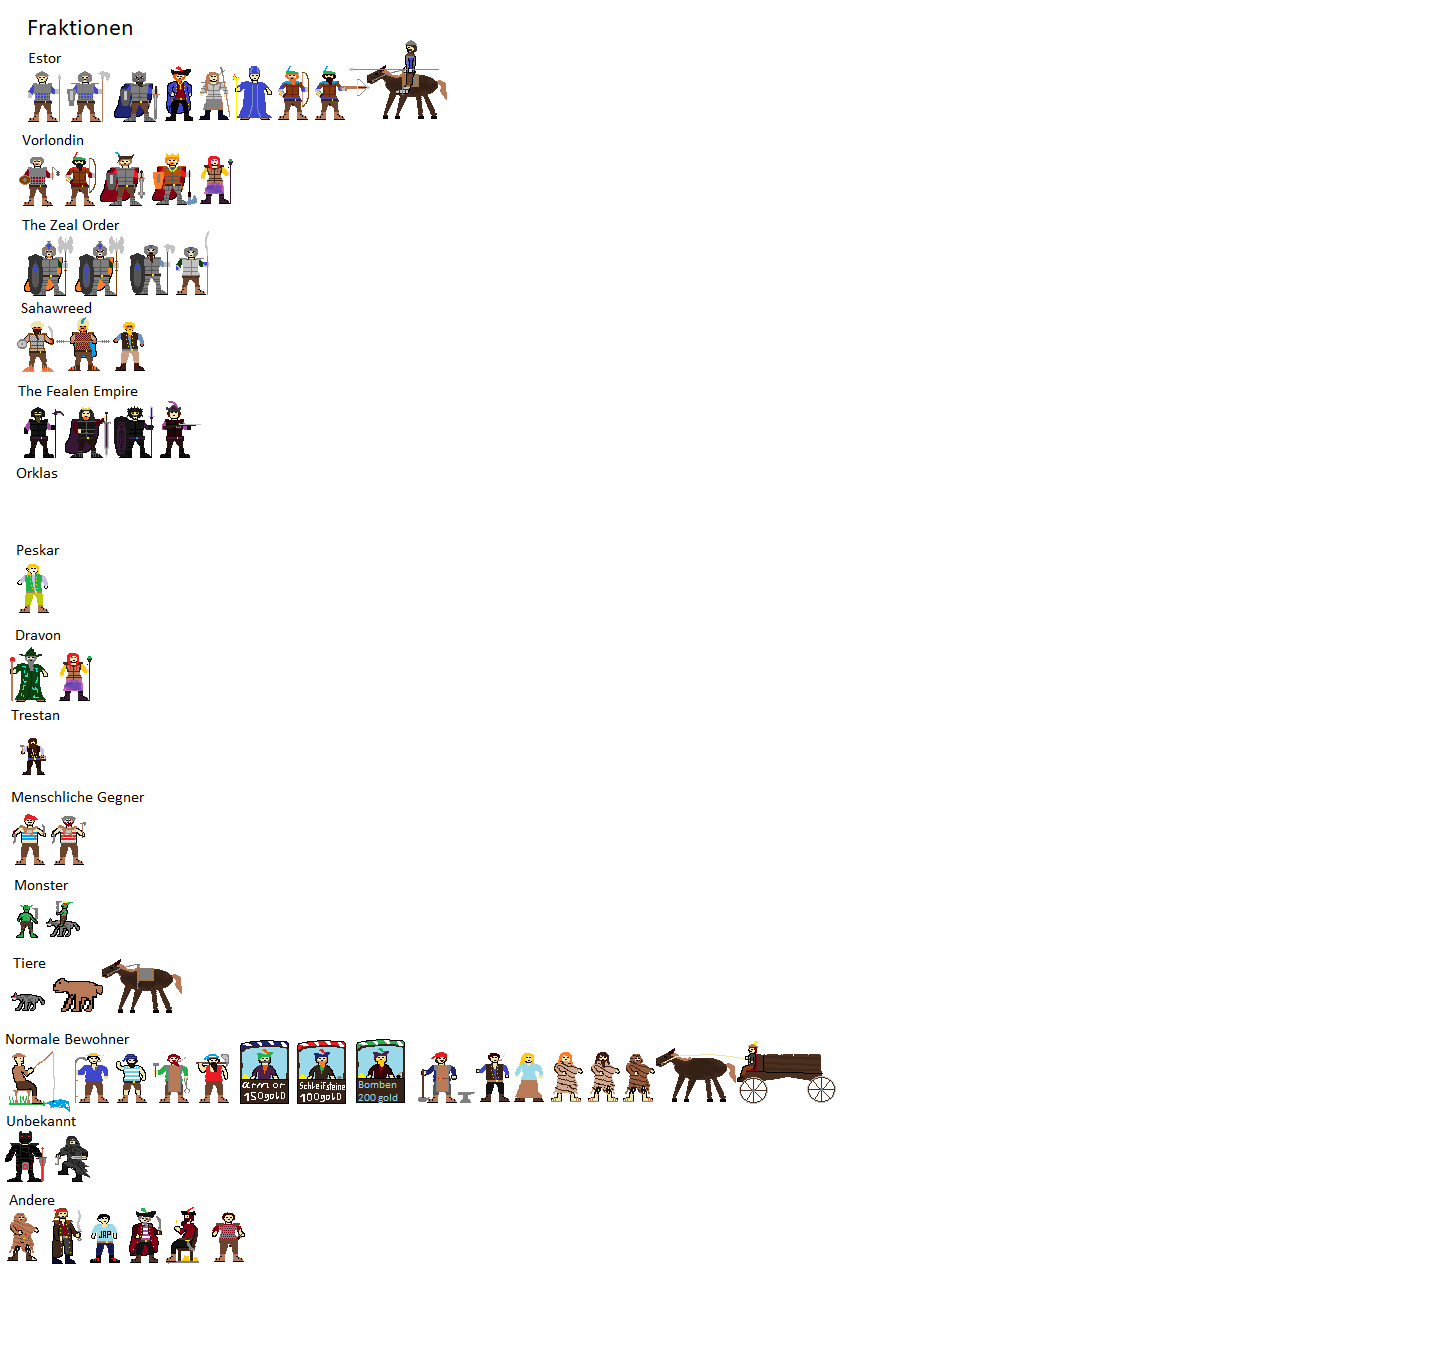 Fraktionen
Estor
Vorlondin
The Zeal Order
Sahawreed
The Fealen Empire
Orklas
Peskar
Dravon
Trestan
Menschliche Gegner
Monster
Tiere
Normale Bewohner
armor
150gold
Schleifsteine
100gold
Bomben
200 gold
Unbekannt
Andere
JAP